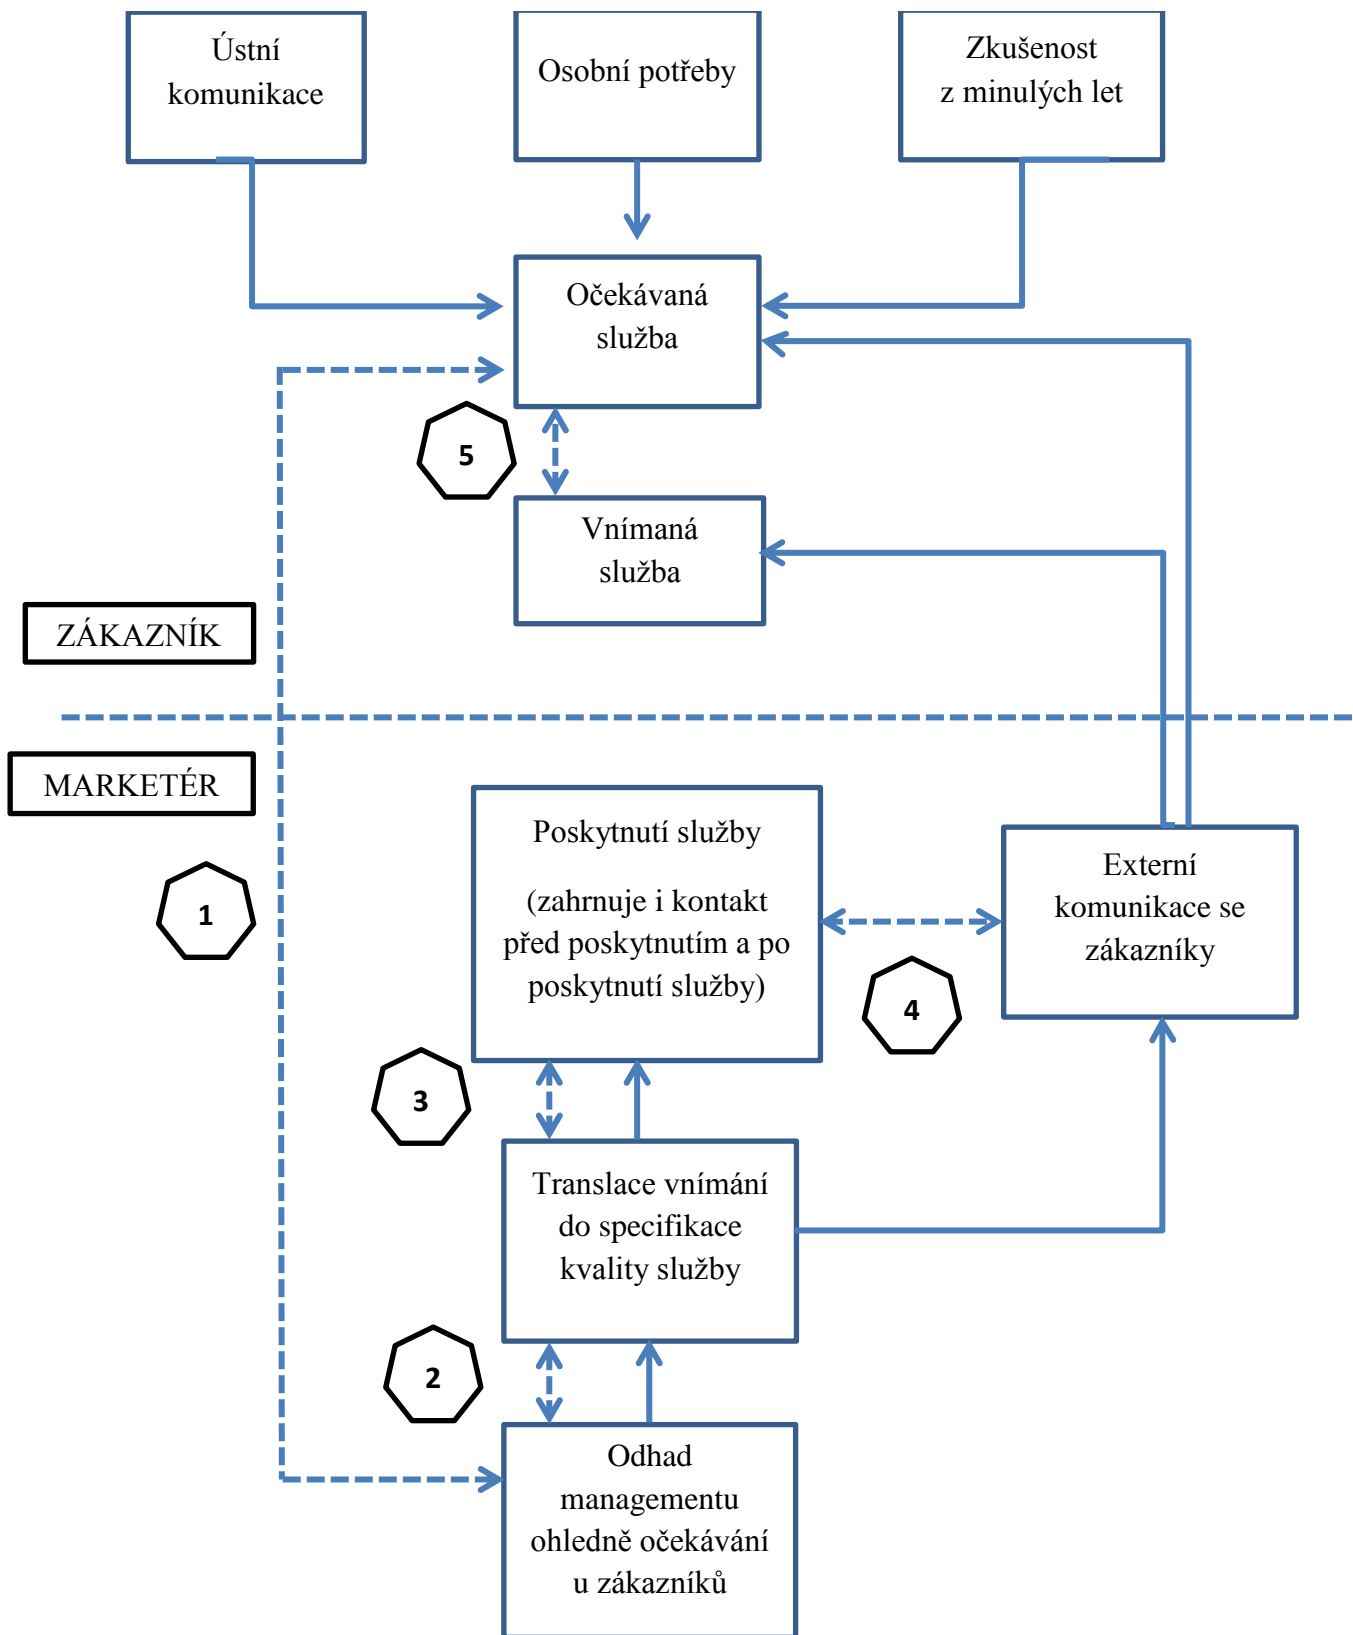 Ústní
komunikace
Osobní potřeby
Zkušenost
z minulých let
Očekávaná
služba
5
Vnímaná
služba
ZÁKAZNÍK
MARKETÉR
Poskytnutí služby
(zahrnuje i kontakt
před poskytnutím a po
poskytnutí služby)
Externí
komunikace se
zákazníky
1
4
3
Translace vnímání
do specifikace
kvality služby
2
Odhad
managementu
ohledně očekávání
u zákazníků